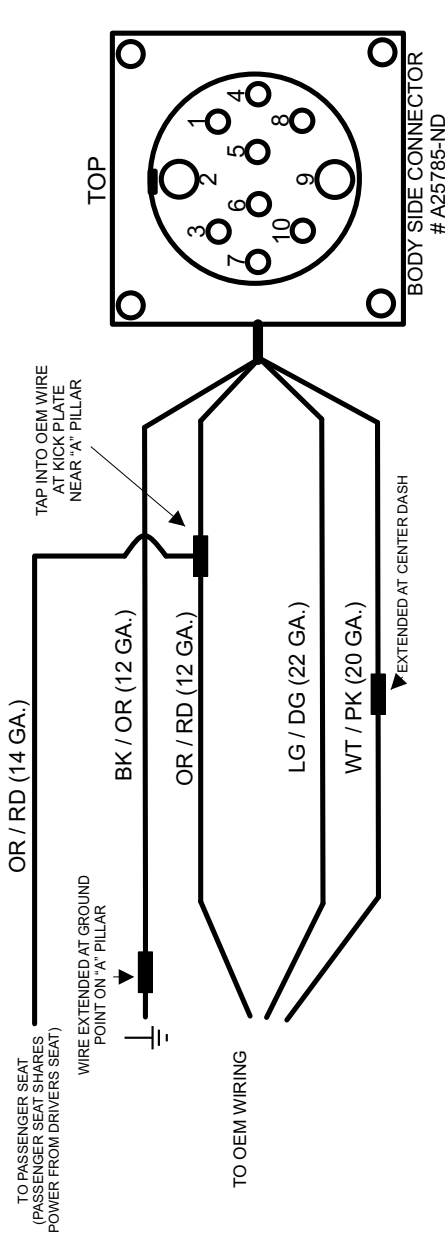 TO PASSENGER SEAT
(PASSENGER SEAT SHARES
POWER FROM DRIVERS SEAT)
OR / RD (14 GA.)
WIRE EXTENDED AT GROUND
POINT ON "A" PILLAR
BK / OR (12 GA.)
TAP INTO OEM WIRE
AT KICK PLATE
NEAR "A" PILLAR
OR / RD (12 GA.)
TO OEM WIRING
LG / DG (22 GA.)
WT / PK (20 GA.)
EXTENDED AT CENTER DASH
TOP
3
2
1
7
6
5
4
10
9
8
BODY SIDE CONNECTOR
# A25785-ND